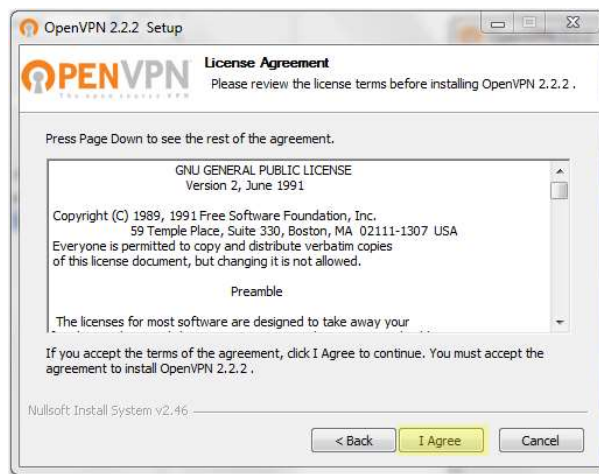 OpenVPN 2.2.2 Setup
OPENVPN
The open source VPN
License Agreement
Please review the license terms before installing OpenVPN 2.2.2 .
Press Page Down to see the rest of the agreement.
GNU GENERAL PUBLIC LICENSE
Version 2, June 1991
Copyright (C) 1989, 1991 Free Software Foundation, Inc.
59 Temple Place, Suite 330, Boston, MA 02111-1307 USA
Everyone is permitted to copy and distribute verbatim copies
of this license document, but changing it is not allowed.
Preamble
The licenses for most software are designed to take away your
If you accept the terms of the agreement, click I Agree to continue. You must accept the
agreement to install OpenVPN 2.2.2 .
Nullsoft Install System v2.46
< Back
I Agree
Cancel